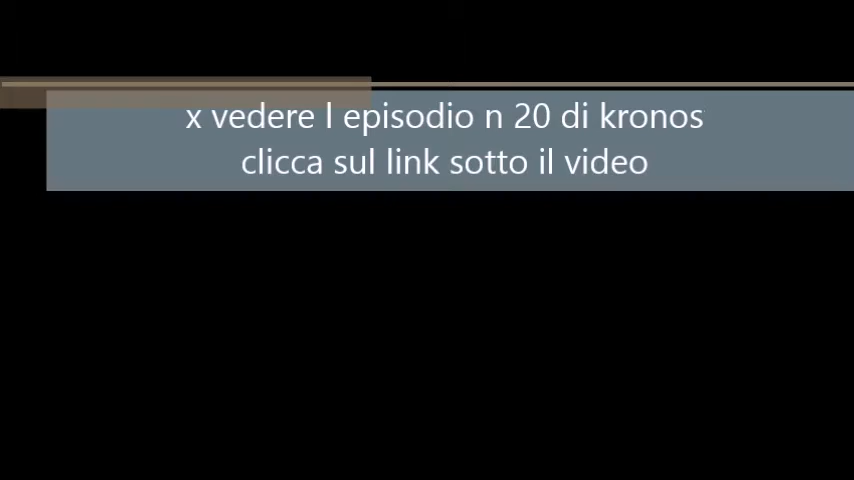 x vedere l episodio n 20 di kronos
clicca sul link sotto il video